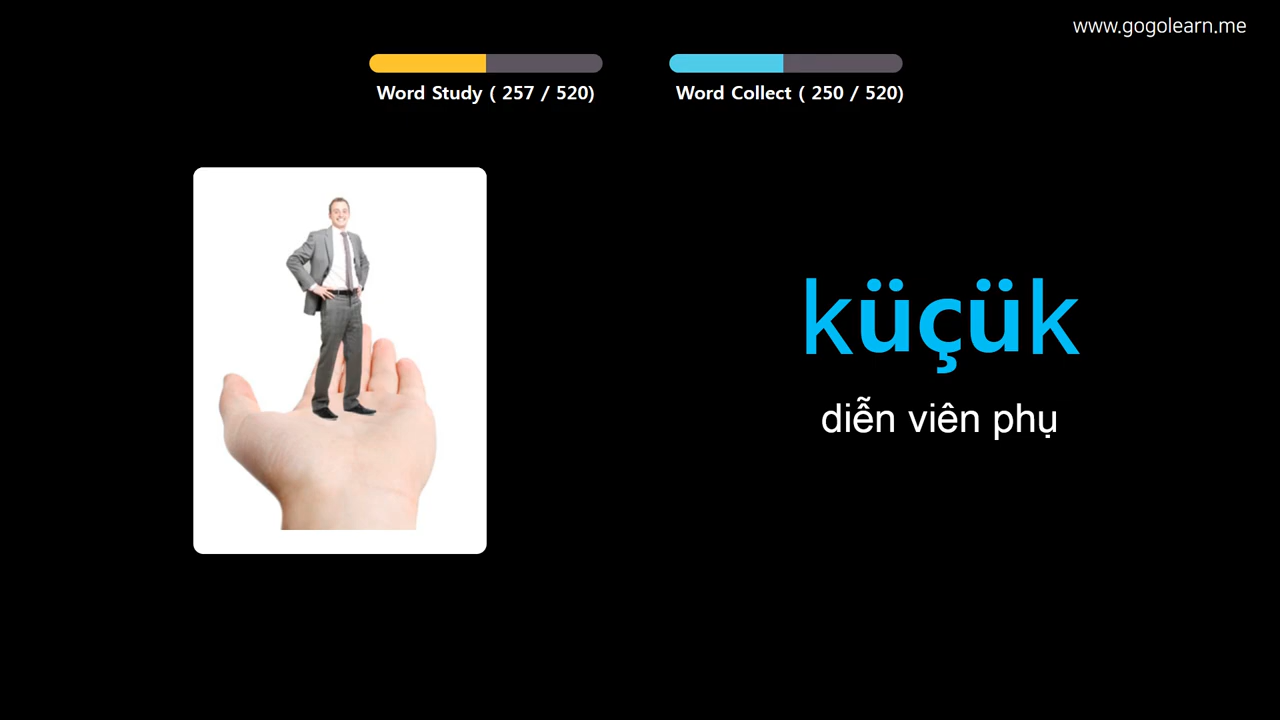 www.gogolearn.me
Word Study ( 257 / 520)
Word Collect ( 250 / 520)
küçük
diễn viên phụ